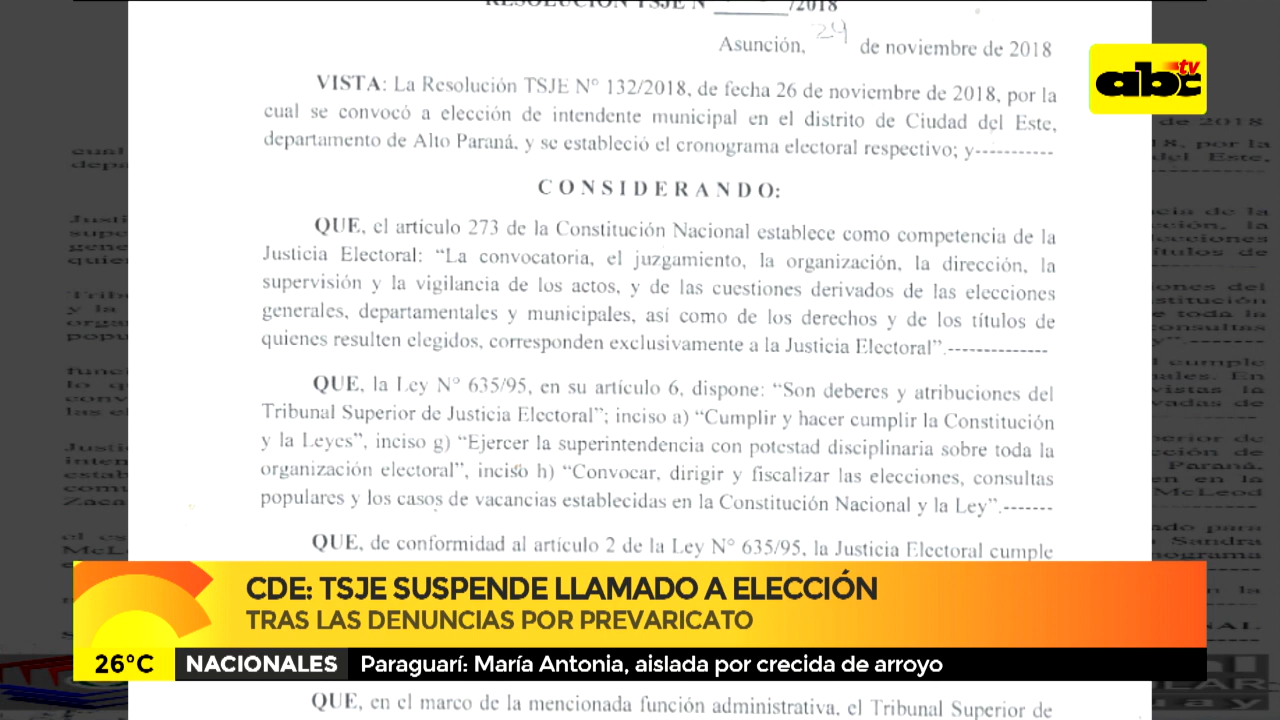 RESOLUCIÓN TSJE N° ______/2018
Asunción, 29 de noviembre de 2018
VISTA: La Resolución TSJE N° 132/2018, de fecha 26 de noviembre de 2018, por la
cual se convocó a elección de intendente municipal en el distrito de Ciudad del Este,
departamento de Alto Paraná, y se estableció el cronograma electoral respectivo; y-----------
CONSIDERANDO:
QUE, el artículo 273 de la Constitución Nacional establece como competencia de la
Justicia Electoral: “La convocatoria, el juzgamiento, la organización, la dirección, la
supervisión y la vigilancia de los actos, y de las cuestiones derivados de las elecciones
generales, departamentales y municipales, así como de los derechos y de los títulos de
quienes resulten elegidos, corresponden exclusivamente a la Justicia Electoral”.--------------
QUE, la Ley N° 635/95, en su artículo 6, dispone: “Son deberes y atribuciones del
Tribunal Superior de Justicia Electoral”; inciso a) “Cumplir y hacer cumplir la Constitución
y la Leyes”, inciso g) “Ejercer la superintendencia con potestad disciplinaria sobre toda la
organización electoral”, inciso h) “Convocar, dirigir y fiscalizar las elecciones, consultas
populares y los casos de vacancias establecidas en la Constitución Nacional y la Ley”.-------
QUE, de conformidad al artículo 2 de la Ley N° 635/95, la Justicia Electoral cumple
QUE, en el marco de la mencionada función administrativa, el Tribunal Superior de
abc tv
CDE: TSJE SUSPENDE LLAMADO A ELECCIÓN
TRAS LAS DENUNCIAS POR PREVARICATO
26°C
NACIONALES
Paraguarí: María Antonia, aislada por crecida de arroyo